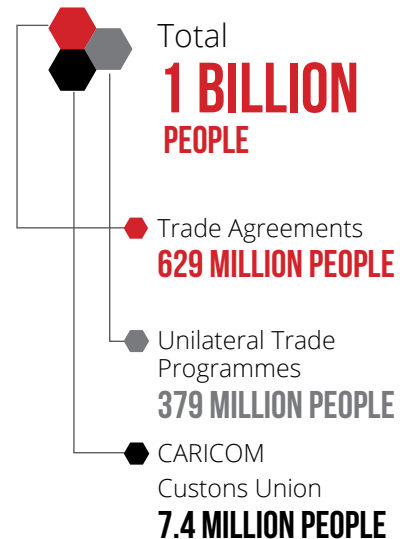 Total
1 BILLION
PEOPLE
Trade Agreements
629 MILLION PEOPLE
Unilateral Trade
Programmes
379 MILLION PEOPLE
CARICOM
Custons Union
7.4 MILLION PEOPLE